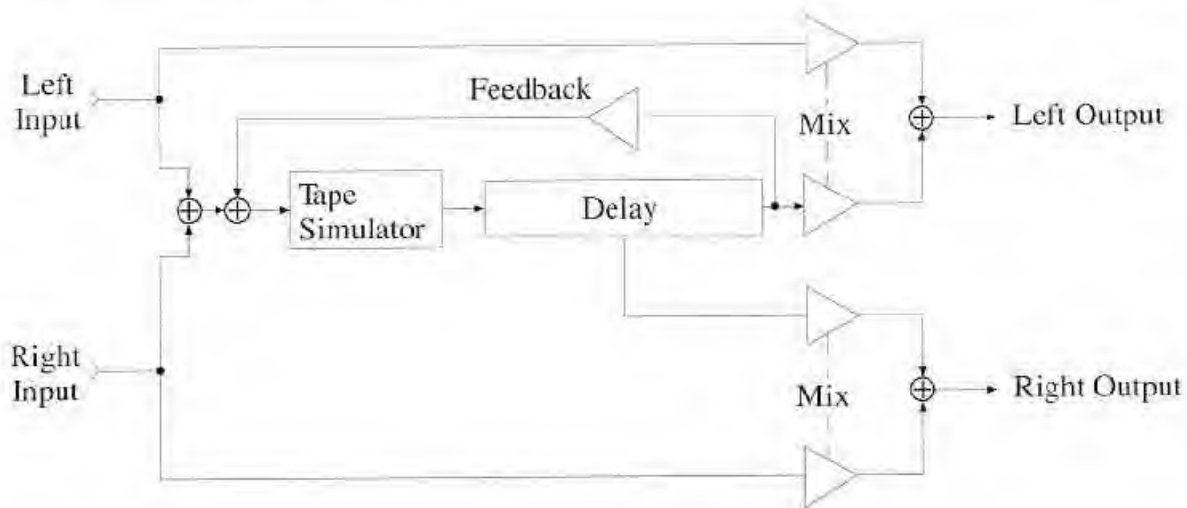 Left
Input
Feedback
Mix
Left Output
Tape
Simulator
Delay
Right
Input
Mix
Right Output